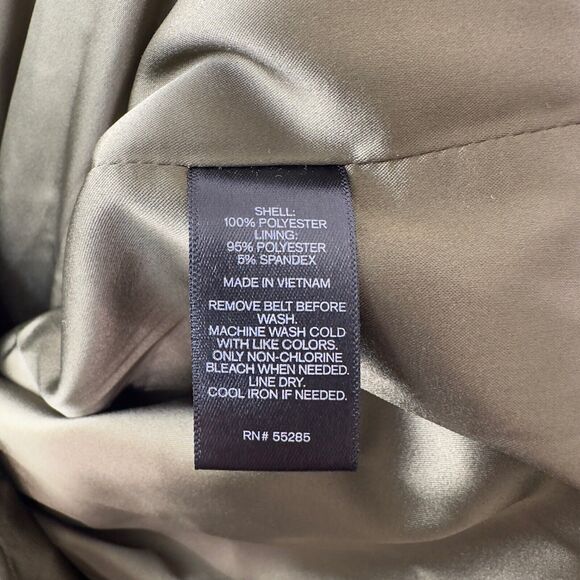 SHELL:
100% POLYESTER
LINING:
95% POLYESTER
5% SPANDEX
MADE IN VIETNAM
REMOVE BELT BEFORE
WASH.
MACHINE WASH COLD
WITH LIKE COLORS.
ONLY NON-CHLORINE
BLEACH WHEN NEEDED.
LINE DRY.
COOL IRON IF NEEDED.
RN# 55285